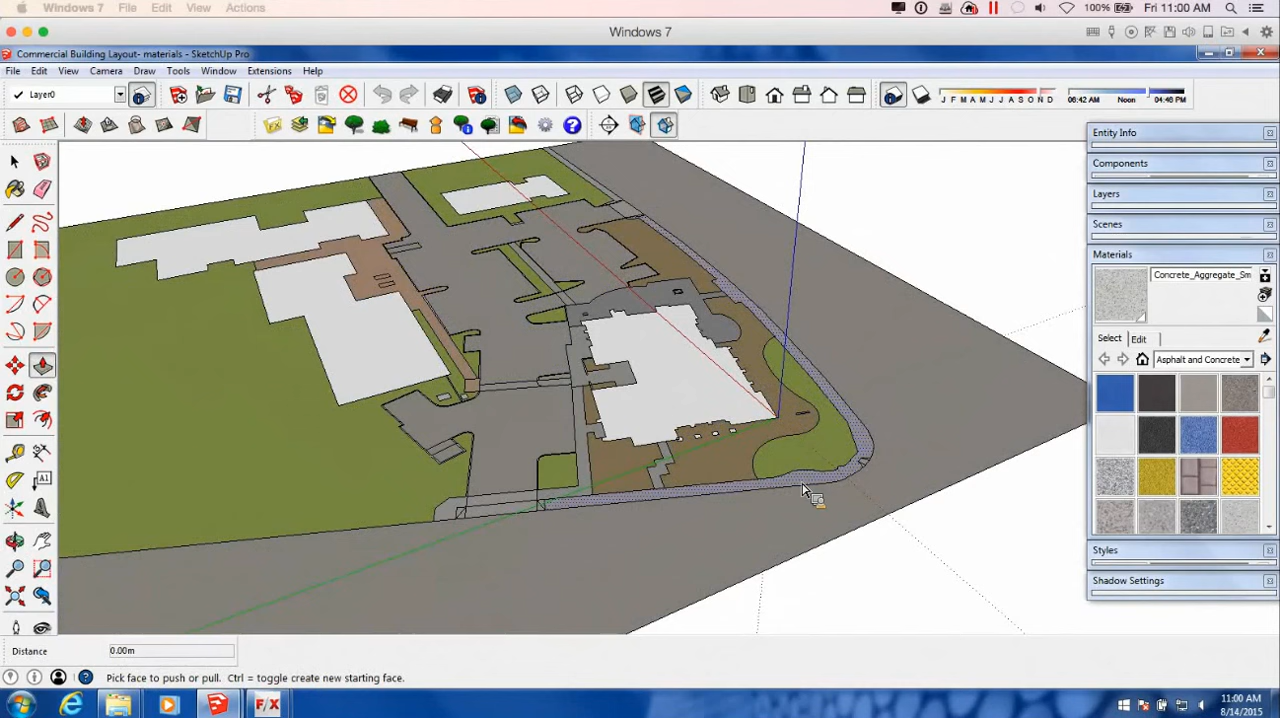 Windows 7 File Edit View Actions 100% Fri 11:00 AM
Windows 7
Commercial Building Layout- materials - SketchUp Pro
File Edit View Camera Draw Tools Window Extensions Help
Layer0
J F M A M J J A S O N D 06:42 AM Noon 04:48 PM
Entity Info
Components
Layers
Scenes
Materials
Concrete_Aggregate_Sm
Select Edit
Asphalt and Concrete
A1
Styles
Shadow Settings
Distance 0.00m
Pick face to push or pull. Ctrl = toggle create new starting face.
F/X
11:00 AM
8/14/2015